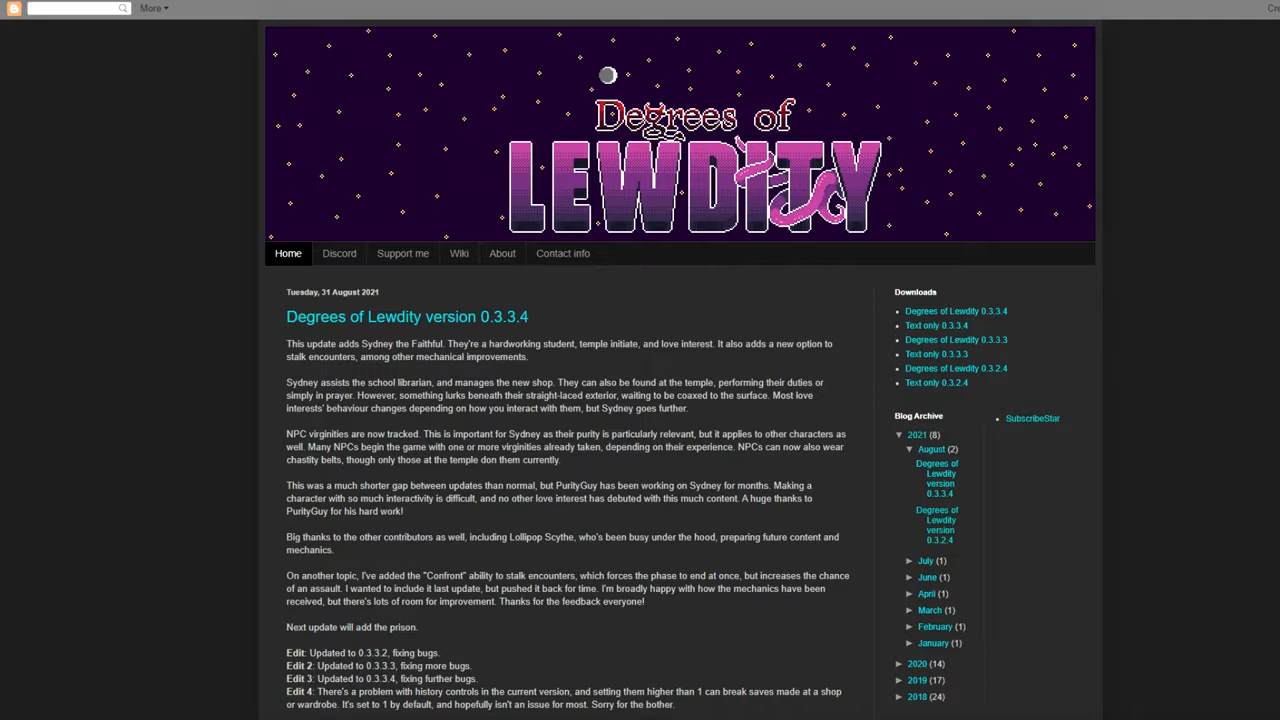 More
Cre
Degrees of
LEWDITY
Home Discord Support me Wiki About Contact info
Tuesday, 31 August 2021
Degrees of Lewdity version 0.3.3.4
This update adds Sydney the Faithful. They're a hardworking student, temple initiate, and love interest. It also adds a new option to
stalk encounters, among other mechanical improvements.
Sydney assists the school librarian, and manages the new shop. They can also be found at the temple, performing their duties or
simply in prayer. However, something lurks beneath their straight-laced exterior, waiting to be coaxed to the surface. Most love
interests' behaviour changes depending on how you interact with them, but Sydney goes further.
NPC virginities are now tracked. This is important for Sydney as their purity is particularly relevant, but it applies to other characters as
well. Many NPCs begin the game with one or more virginities already taken, depending on their experience. NPCs can now also wear
chastity belts, though only those at the temple don them currently.
This was a much shorter gap between updates than normal, but PurityGuy has been working on Sydney for months. Making a
character with so much interactivity is difficult, and no other love interest has debuted with this much content. A huge thanks to
PurityGuy for his hard work!
Big thanks to the other contributors as well, including Lollipop Scythe, who's been busy under the hood, preparing future content and
mechanics.
On another topic, I've added the "Confront" ability to stalk encounters, which forces the phase to end at once, but increases the chance
of an assault. I wanted to include it last update, but pushed it back for time. I'm broadly happy with how the mechanics have been
received, but there's lots of room for improvement. Thanks for the feedback everyone!
Next update will add the prison.
Edit: Updated to 0.3.3.2, fixing bugs.
Edit 2: Updated to 0.3.3.3, fixing more bugs.
Edit 3: Updated to 0.3.3.4, fixing further bugs.
Edit 4: There's a problem with history controls in the current version, and setting them higher than 1 can break saves made at a shop
or wardrobe. It's set to 1 by default, and hopefully isn't an issue for most. Sorry for the bother.
Downloads
Degrees of Lewdity 0.3.3.4
Text only 0.3.3.4
Degrees of Lewdity 0.3.3.3
Text only 0.3.3.3
Degrees of Lewdity 0.3.2.4
Text only 0.3.2.4
Blog Archive
2021 (8)
August (2)
Degrees of
Lewdity
version
0.3.3.4
Degrees of
Lewdity
version
0.3.2.4
July (1)
June (1)
April (1)
March (1)
February (1)
January (1)
2020 (14)
2019 (17)
2018 (24)
SubscribeStar